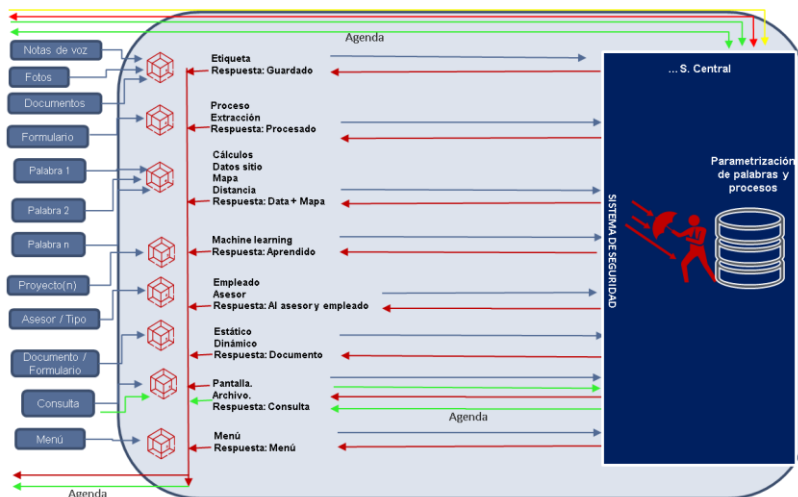 Agenda
Notas de voz
Fotos
Documentos
Formulario
Palabra 1
Palabra 2
Palabra n
Proyecto(n)
Asesor / Tipo
Documento /
Formulario
Consulta
Menú
Etiqueta
Respuesta: Guardado
Proceso
Extracción
Respuesta: Procesado
Cálculos
Datos sitio
Mapa
Distancia
Respuesta: Data + Mapa
Machine learning
Respuesta: Aprendido
Empleado
Asesor
Respuesta: Al asesor y empleado
Estático
Dinámico
Respuesta: Documento
Pantalla.
Archivo.
Respuesta: Consulta
Agenda
Menú
Respuesta: Menú
Agenda
... S. Central
SISTEMA DE SEGURIDAD
Parametrización
de palabras y
procesos